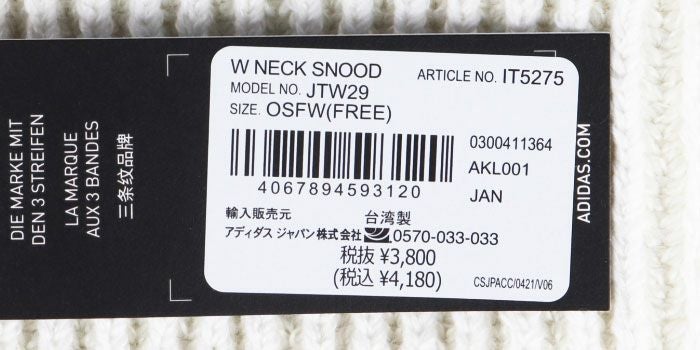 DIE MARKE MIT
DEN 3 STREIFEN
LA MARQUE
AUX 3 BANDES
三条纹品牌
W NECK SNOOD
ARTICLE NO. IT5275
MODEL NO. JTW29
SIZE. OSFW(FREE)
0300411364
AKL001
4067894593120
JAN
輸入販売元
台湾製
アディダス ジャパン株式会社 0570-033-033
税抜 ¥3,800
(税込 ¥4,180)
CSJPACC/0421/V06
ADIDAS.COM